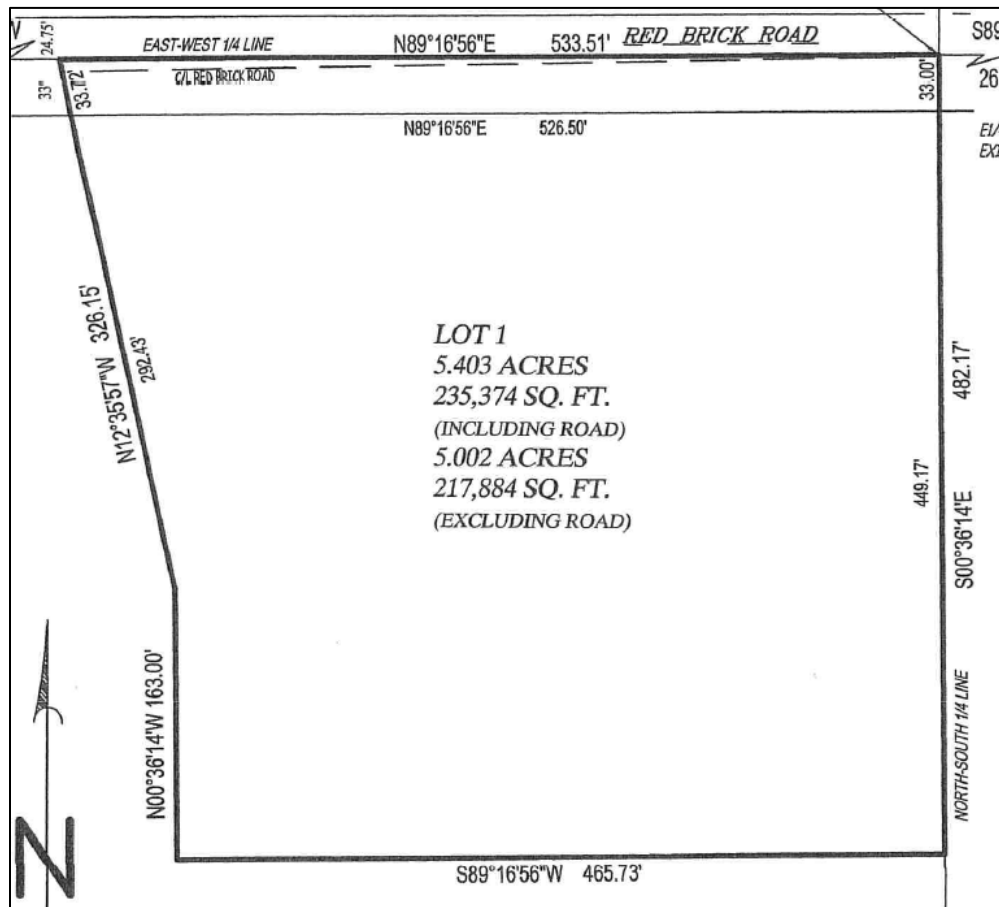 24.75'
EAST-WEST 1/4 LINE
N89°16'56"E 533.51'
RED BRICK ROAD
S89
33"
33.72'
C/L RED BRICK ROAD
33.00'
26
N89°16'56"E 526.50'
E1/
N12°35'57"W 326.15'
292.43'
LOT 1
5.403 ACRES
235,374 SQ. FT.
(INCLUDING ROAD)
5.002 ACRES
217,884 SQ. FT.
(EXCLUDING ROAD)
482.17'
449.17'
S00°36'14"E
N00°36'14"W 163.00'
NORTH-SOUTH 1/4 LINE
N
S89°16'56"W 465.73'